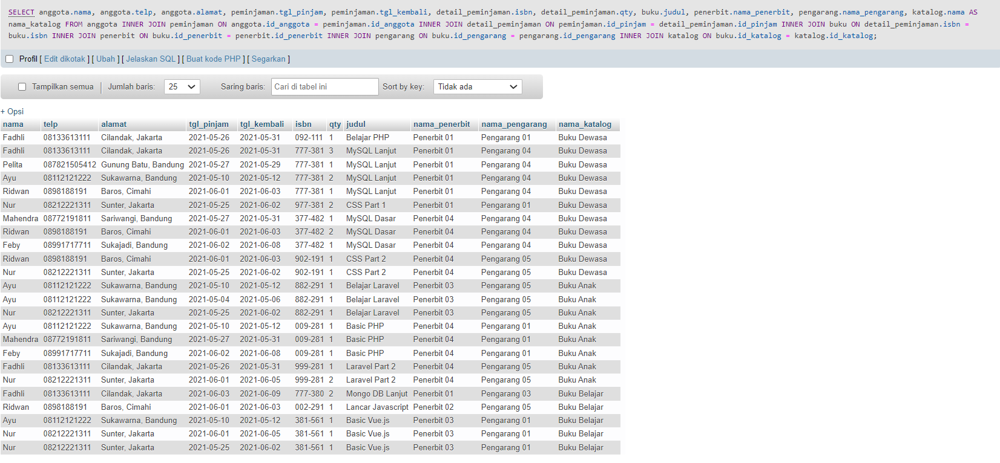 SELECT anggota.nama, anggota.telp, anggota.alamat, peminjaman.tgl_pinjam, peminjaman.tgl_kembali, detail_peminjaman.isbn, detail_peminjaman.qty, buku.judul, penerbit.nama_penerbit, pengarang.nama_pengarang, katalog.nama AS
nama_katalog FROM anggota INNER JOIN peminjaman ON anggota.id_anggota = peminjaman.id_anggota INNER JOIN detail_peminjaman ON peminjaman.id_pinjam = detail_peminjaman.id_pinjam INNER JOIN buku ON detail_peminjaman.isbn =
buku.isbn INNER JOIN penerbit ON buku.id_penerbit = penerbit.id_penerbit INNER JOIN pengarang ON buku.id_pengarang = pengarang.id_pengarang INNER JOIN katalog ON buku.id_katalog = katalog.id_katalog;
Profil [ Edit dikotak ] [ Ubah ] [ Jelaskan SQL ] [ Buat kode PHP ] [ Segarkan ]
Tampilkan semua | Jumlah baris: 25 Saring baris: Cari di tabel ini Sort by key: Tidak ada
+ Opsi
nama telp alamat tgl_pinjam tgl_kembali isbn qty judul nama_penerbit nama_pengarang nama_katalog
Fadhli 08133613111 Cilandak, Jakarta 2021-05-26 2021-05-31 092-111 1 Belajar PHP Penerbit 01 Pengarang 01 Buku Dewasa
Fadhli 08133613111 Cilandak, Jakarta 2021-05-26 2021-05-31 777-381 3 MySQL Lanjut Penerbit 01 Pengarang 04 Buku Dewasa
Pelita 087821505412 Gunung Batu, Bandung 2021-05-27 2021-05-29 777-381 1 MySQL Lanjut Penerbit 01 Pengarang 04 Buku Dewasa
Ayu 08112121222 Sukawarna, Bandung 2021-05-10 2021-05-12 777-381 2 MySQL Lanjut Penerbit 01 Pengarang 04 Buku Dewasa
Ridwan 0898188191 Baros, Cimahi 2021-06-01 2021-06-03 777-381 1 MySQL Lanjut Penerbit 01 Pengarang 04 Buku Dewasa
Nur 08212221311 Sunter, Jakarta 2021-05-25 2021-06-02 977-381 2 CSS Part 1 Penerbit 01 Pengarang 01 Buku Dewasa
Mahendra 08772191811 Sariwangi, Bandung 2021-05-27 2021-05-31 377-482 1 MySQL Dasar Penerbit 04 Pengarang 04 Buku Dewasa
Ridwan 0898188191 Baros, Cimahi 2021-06-01 2021-06-03 377-482 2 MySQL Dasar Penerbit 04 Pengarang 04 Buku Dewasa
Feby 08991717711 Sukajadi, Bandung 2021-06-02 2021-06-08 377-482 1 MySQL Dasar Penerbit 04 Pengarang 04 Buku Dewasa
Ridwan 0898188191 Baros, Cimahi 2021-06-01 2021-06-03 902-191 1 CSS Part 2 Penerbit 04 Pengarang 05 Buku Dewasa
Nur 08212221311 Sunter, Jakarta 2021-05-25 2021-06-02 902-191 1 CSS Part 2 Penerbit 04 Pengarang 05 Buku Dewasa
Ayu 08112121222 Sukawarna, Bandung 2021-05-10 2021-05-12 882-291 1 Belajar Laravel Penerbit 03 Pengarang 05 Buku Anak
Ayu 08112121222 Sukawarna, Bandung 2021-05-04 2021-05-06 882-291 1 Belajar Laravel Penerbit 03 Pengarang 05 Buku Anak
Nur 08212221311 Sunter, Jakarta 2021-05-25 2021-06-02 882-291 1 Belajar Laravel Penerbit 03 Pengarang 05 Buku Anak
Ayu 08112121222 Sukawarna, Bandung 2021-05-10 2021-05-12 009-281 1 Basic PHP Penerbit 04 Pengarang 01 Buku Anak
Mahendra 08772191811 Sariwangi, Bandung 2021-05-27 2021-05-31 009-281 1 Basic PHP Penerbit 04 Pengarang 01 Buku Anak
Feby 08991717711 Sukajadi, Bandung 2021-06-02 2021-06-08 009-281 1 Basic PHP Penerbit 04 Pengarang 01 Buku Anak
Fadhli 08133613111 Cilandak, Jakarta 2021-05-26 2021-05-31 999-281 1 Laravel Part 2 Penerbit 04 Pengarang 05 Buku Anak
Nur 08212221311 Sunter, Jakarta 2021-06-01 2021-06-05 999-281 2 Laravel Part 2 Penerbit 04 Pengarang 05 Buku Anak
Fadhli 08133613111 Cilandak, Jakarta 2021-06-03 2021-06-09 777-380 2 Mongo DB Lanjut Penerbit 01 Pengarang 03 Buku Belajar
Ridwan 0898188191 Baros, Cimahi 2021-06-01 2021-06-03 002-291 1 Lancar Javascript Penerbit 02 Pengarang 05 Buku Belajar
Ayu 08112121222 Sukawarna, Bandung 2021-05-10 2021-05-12 381-561 1 Basic Vue.js Penerbit 03 Pengarang 01 Buku Belajar
Nur 08212221311 Sunter, Jakarta 2021-06-01 2021-06-05 381-561 1 Basic Vue.js Penerbit 03 Pengarang 01 Buku Belajar
Nur 08212221311 Sunter, Jakarta 2021-05-25 2021-06-02 381-561 1 Basic Vue.js Penerbit 03 Pengarang 01 Buku Belajar